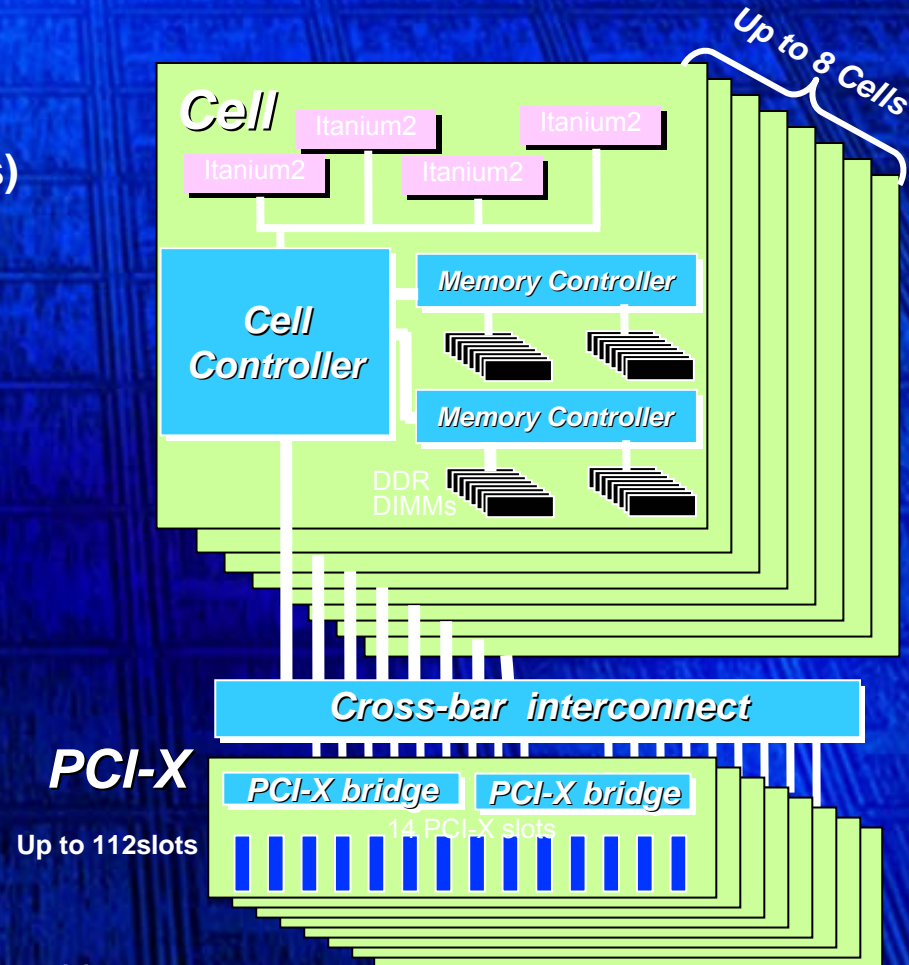 Up to 8 Cells
s)
Cell
Itanium2
Itanium2
Itanium2
Itanium2
Cell
Controller
Memory Controller
Memory Controller
DDR
DIMMs
Cross-bar interconnect
PCI-X
PCI-X bridge
PCI-X bridge
14 PCI-X slots
Up to 112slots